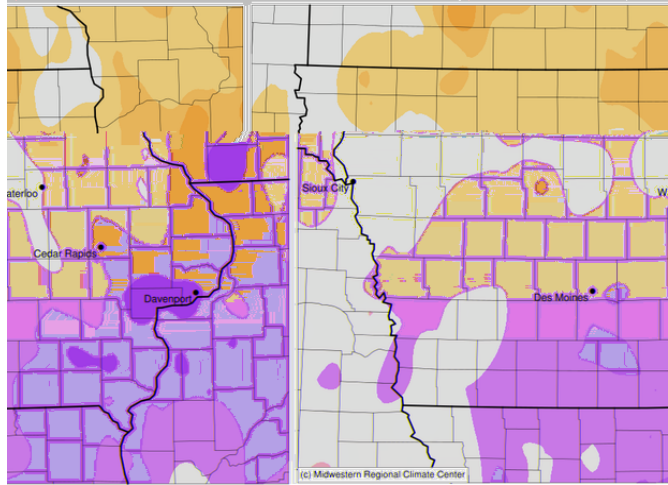 Sioux City
aterloo
W
Cedar Rapids
Davenport
Des Moines
(c) Midwestern Regional Climate Center